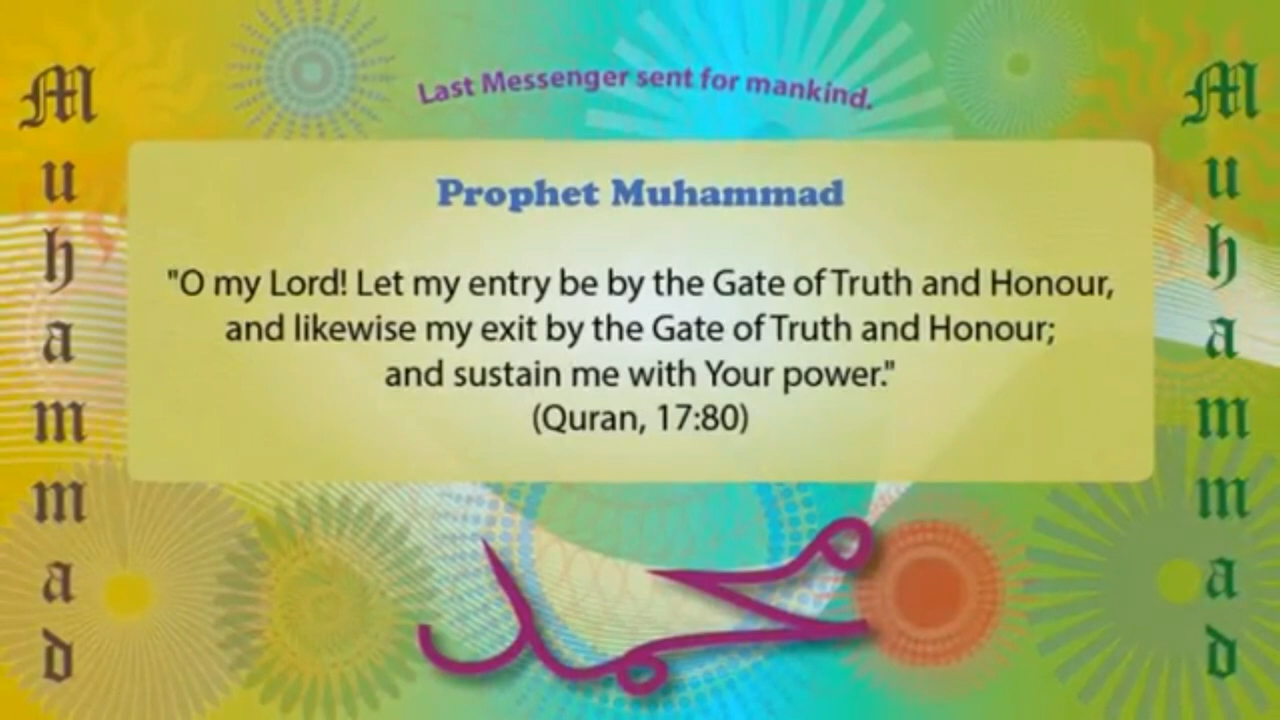 Last Messenger sent for mankind.
Muhammad
Prophet Muhammad
"O my Lord! Let my entry be by the Gate of Truth and Honour,
and likewise my exit by the Gate of Truth and Honour;
and sustain me with Your power."
(Quran, 17:80)
Muhammad
محمد